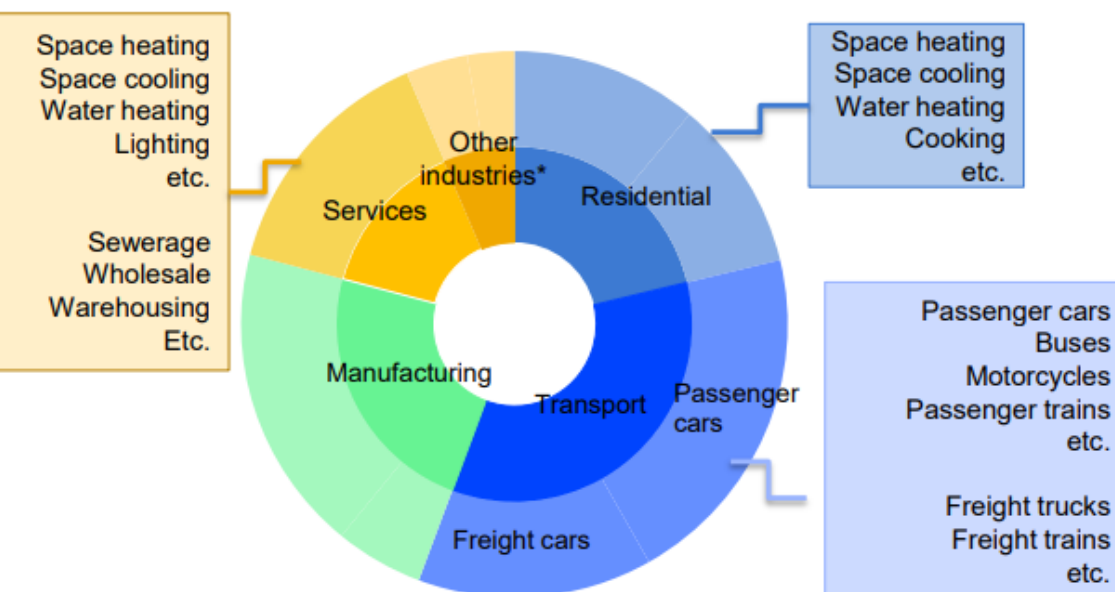 Space heating
Space cooling
Water heating
Lighting
etc.
Sewerage
Wholesale
Warehousing
Etc.
Other
industries*
Services
Residential
Manufacturing
Transport
Passenger
cars
Freight cars
Space heating
Space cooling
Water heating
Cooking
etc.
Passenger cars
Buses
Motorcycles
Passenger trains
etc.
Freight trucks
Freight trains
etc.